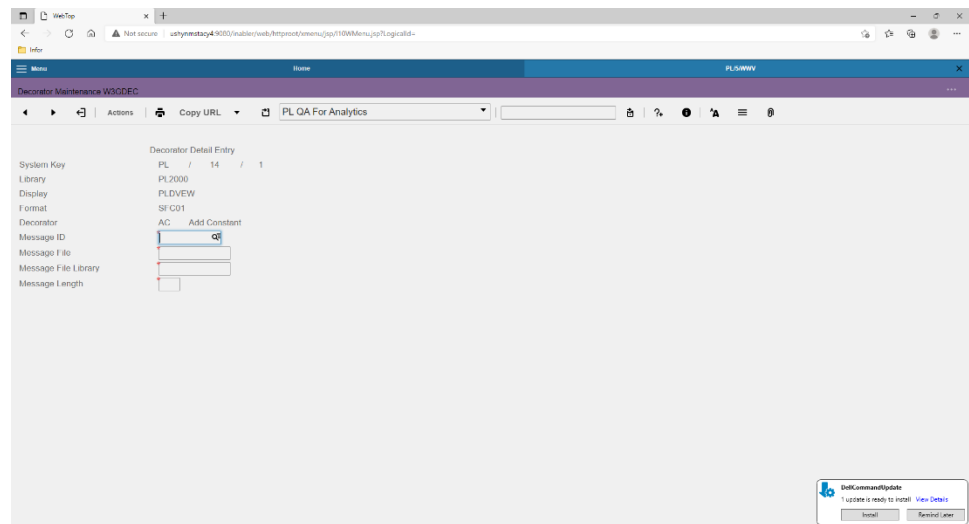 WebTop
Not secure | ushynmstacy4:9080/inabler/web/httproot/xmenu/jsp/I10WMenu.jsp?LogicalId=
Infor
Menu Home PL/SWWV
Decorator Maintenance W3GDEC
Actions Copy URL PL QA For Analytics
Decorator Detail Entry
System Key PL / 14 / 1
Library PL2000
Display PLDVEW
Format SFC01
Decorator AC Add Constant
Message ID
Message File
Message File Library
Message Length
DellCommandUpdate
1 update is ready to install View Details
Install Remind Later